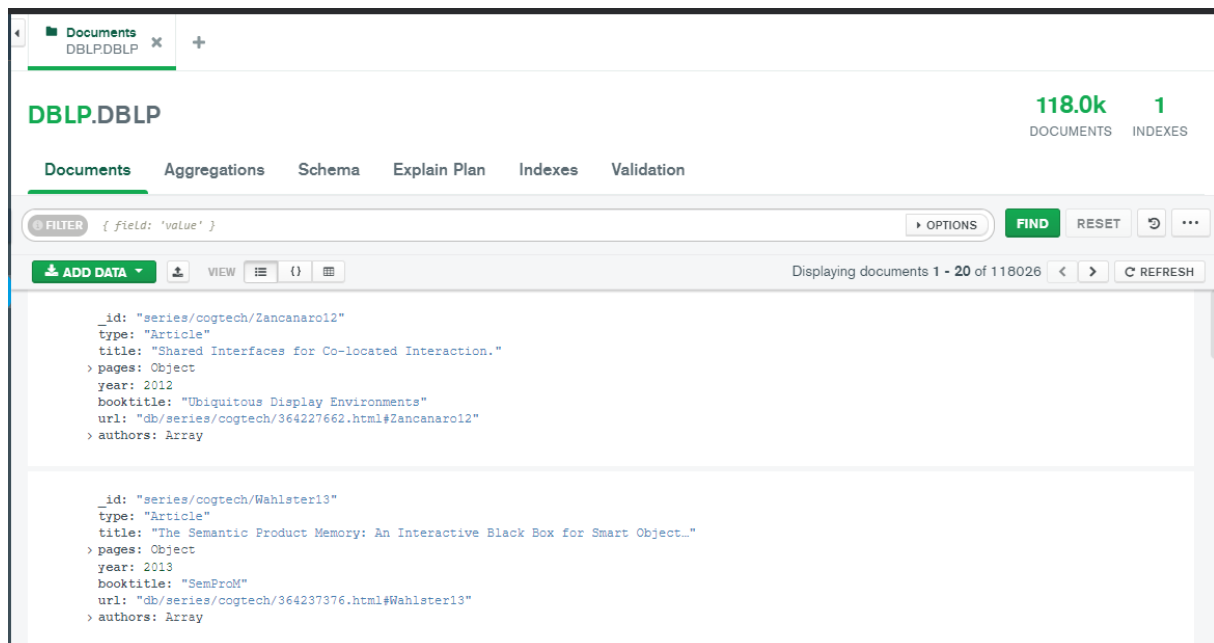 Documents
DBLP.DBLP
DBLP.DBLP
118.0k
DOCUMENTS
1
INDEXES
Documents Aggregations Schema Explain Plan Indexes Validation
FILTER { field: 'value' } OPTIONS FIND RESET
ADD DATA VIEW {} Displaying documents 1 - 20 of 118026 REFRESH
_id: "series/cogtech/Zancanaro12"
type: "Article"
title: "Shared Interfaces for Co-located Interaction."
> pages: Object
year: 2012
booktitle: "Ubiquitous Display Environments"
url: "db/series/cogtech/364227662.html#Zancanaro12"
> authors: Array
_id: "series/cogtech/Wahlster13"
type: "Article"
title: "The Semantic Product Memory: An Interactive Black Box for Smart Object…"
> pages: Object
year: 2013
booktitle: "SemProM"
url: "db/series/cogtech/364237376.html#Wahlster13"
> authors: Array